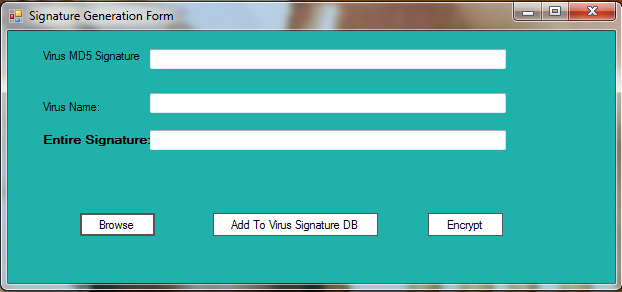 Signature Generation Form
Virus MD5 Signature
Virus Name:
Entire Signature:
Browse
Add To Virus Signature DB
Encrypt